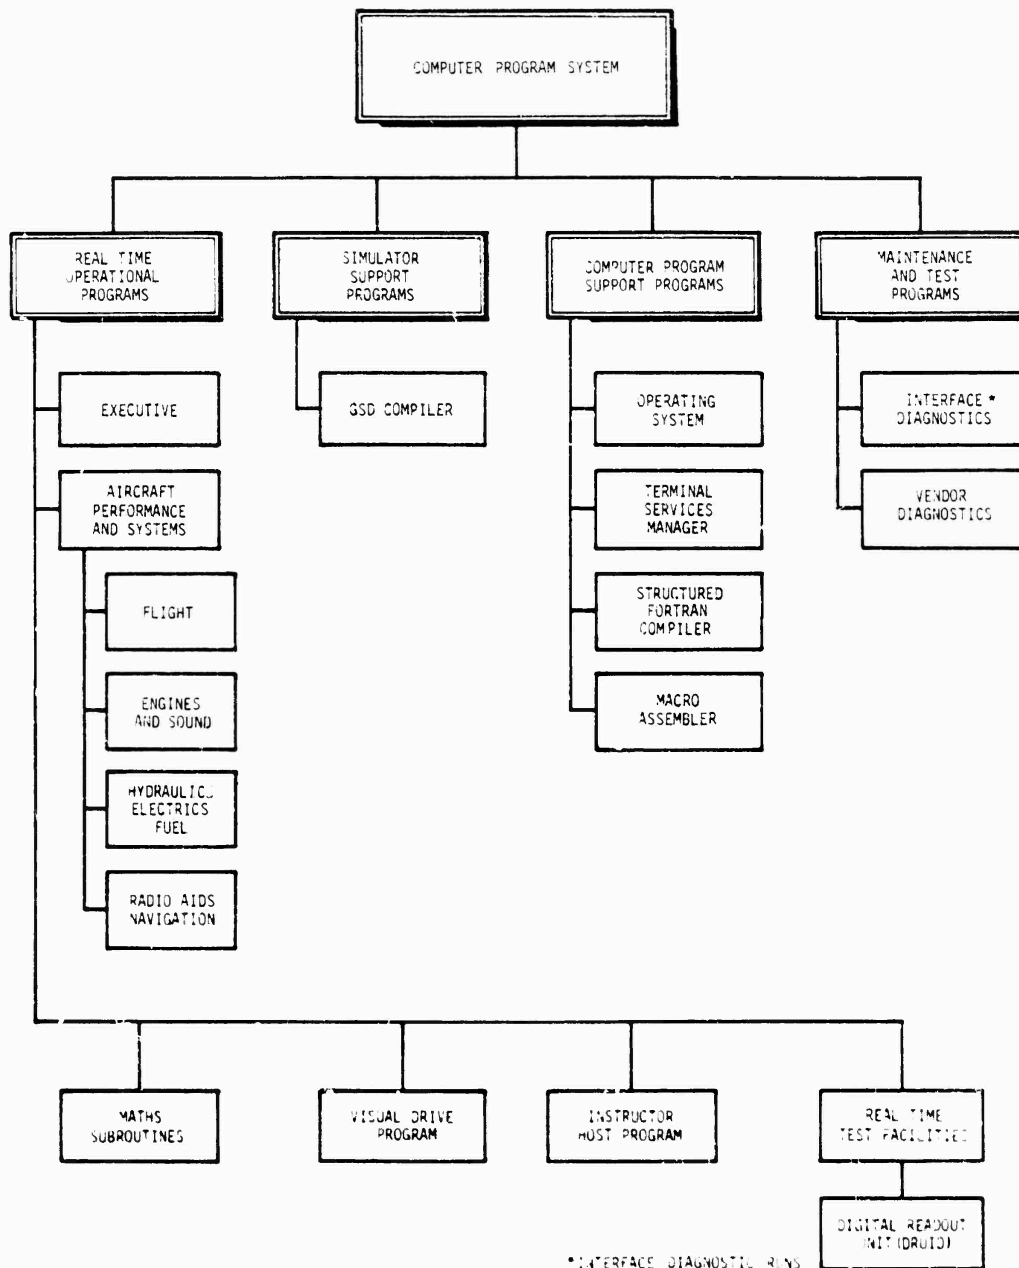 COMPUTER PROGRAM SYSTEM
REAL TIME
OPERATIONAL
PROGRAMS
SIMULATOR
SUPPORT
PROGRAMS
COMPUTER PROGRAM
SUPPORT PROGRAMS
MAINTENANCE
AND TEST
PROGRAMS
EXECUTIVE
GSD COMPILER
OPERATING
SYSTEM
INTERFACE *
DIAGNOSTICS
AIRCRAFT
PERFORMANCE
AND SYSTEMS
TERMINAL
SERVICES
MANAGER
VENDOR
DIAGNOSTICS
FLIGHT
STRUCTURED
FORTRAN
COMPILER
ENGINES
AND SOUND
MACRO
ASSEMBLER
HYDRAULICS
ELECTRICS
FUEL
RADIO AIDS
NAVIGATION
MATHS
SUBROUTINES
VISUAL DRIVE
PROGRAM
INSTRUCTOR
HOST PROGRAM
REAL TIME
TEST FACILITIES
DIGITAL READOUT
UNIT (DRUID)
*INTERFACE DIAGNOSTIC RUNS